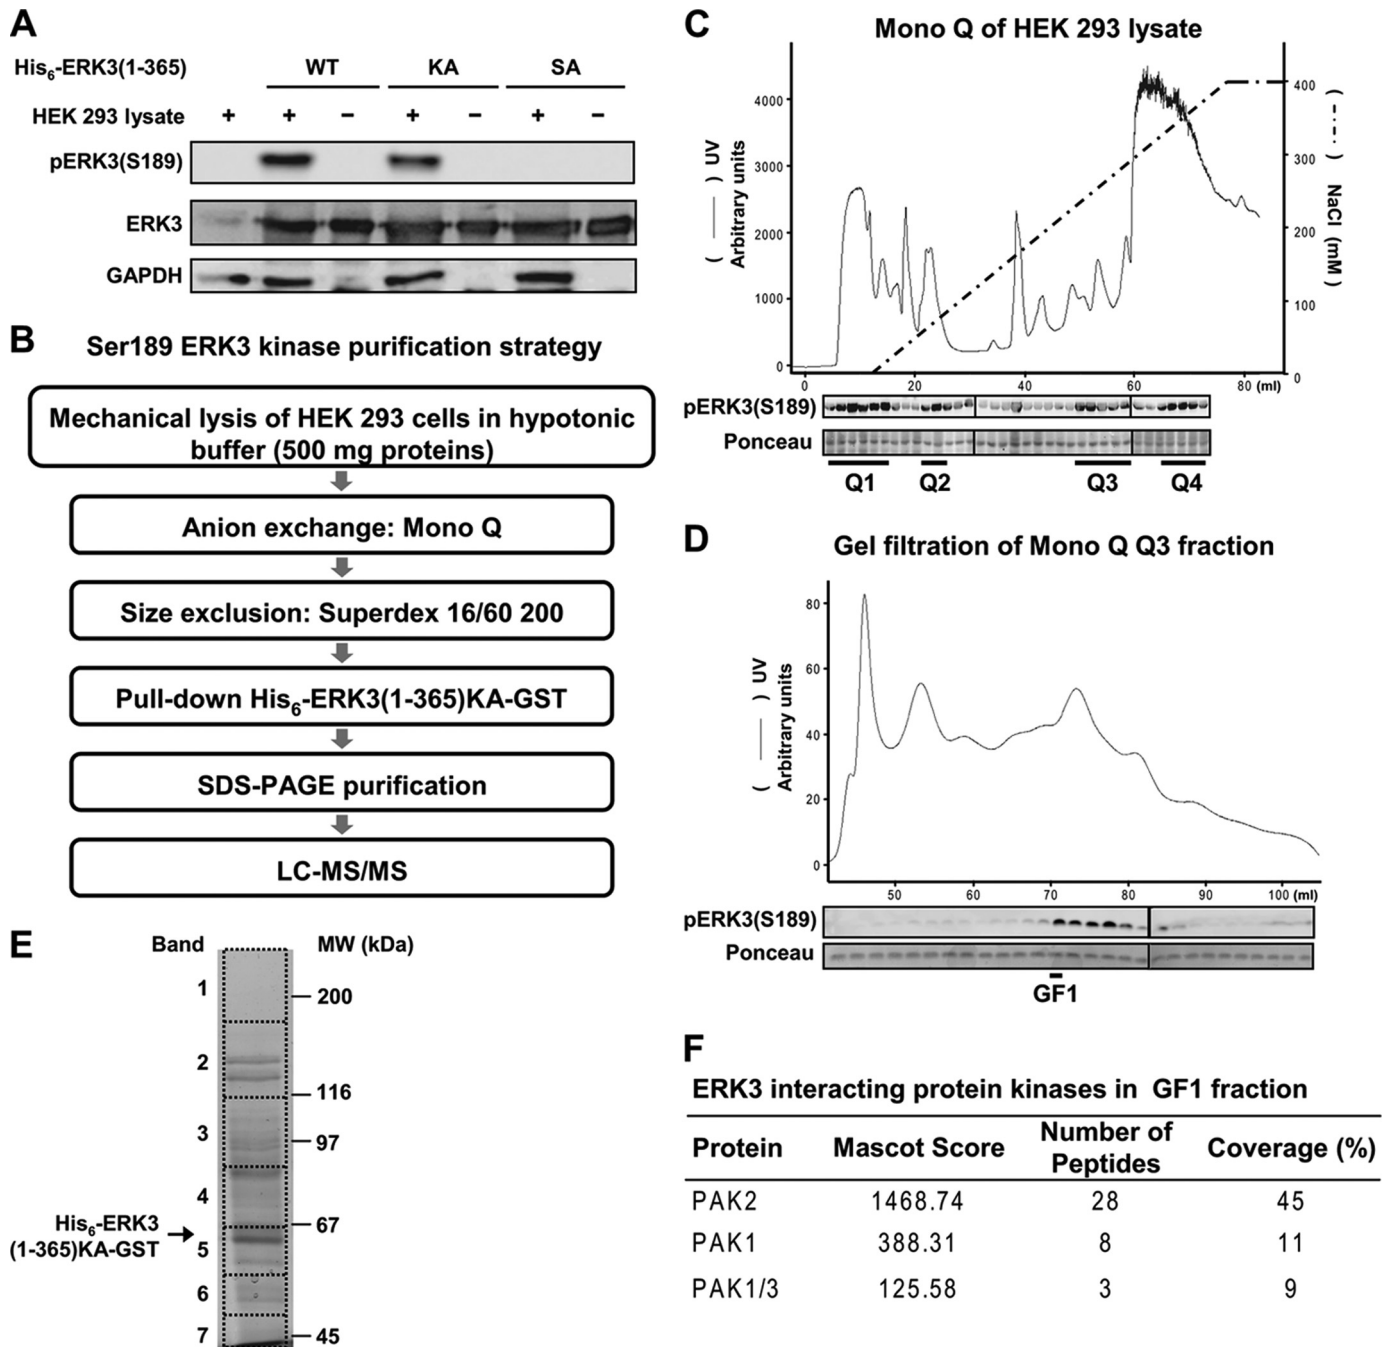 A
His6-ERK3(1-365) WT KA SA
HEK 293 lysate + + − + − + −
pERK3(S189)
ERK3
GAPDH
B
Ser189 ERK3 kinase purification strategy
Mechanical lysis of HEK 293 cells in hypotonic
buffer (500 mg proteins)
Anion exchange: Mono Q
Size exclusion: Superdex 16/60 200
Pull-down His6-ERK3(1-365)KA-GST
SDS-PAGE purification
LC-MS/MS
C
Mono Q of HEK 293 lysate
( — ) UV
Arbitrary units
4000
3000
2000
1000
0
400
300
200
100
0
( -·-· ) NaCl (mM)
0 20 40 60 80 (ml)
pERK3(S189)
Ponceau
Q1 Q2 Q3 Q4
D
Gel filtration of Mono Q Q3 fraction
( — ) UV
Arbitrary units
80
60
40
20
0
50 60 70 80 90 100 (ml)
pERK3(S189)
Ponceau
GF1
E
Band MW (kDa)
1
200
2
116
3
97
4
67
His6-ERK3
(1-365)KA-GST
5
6
7
45
F
ERK3 interacting protein kinases in GF1 fraction
Protein Mascot Score Number of Peptides Coverage (%)
PAK2 1468.74 28 45
PAK1 388.31 8 11
PAK1/3 125.58 3 9